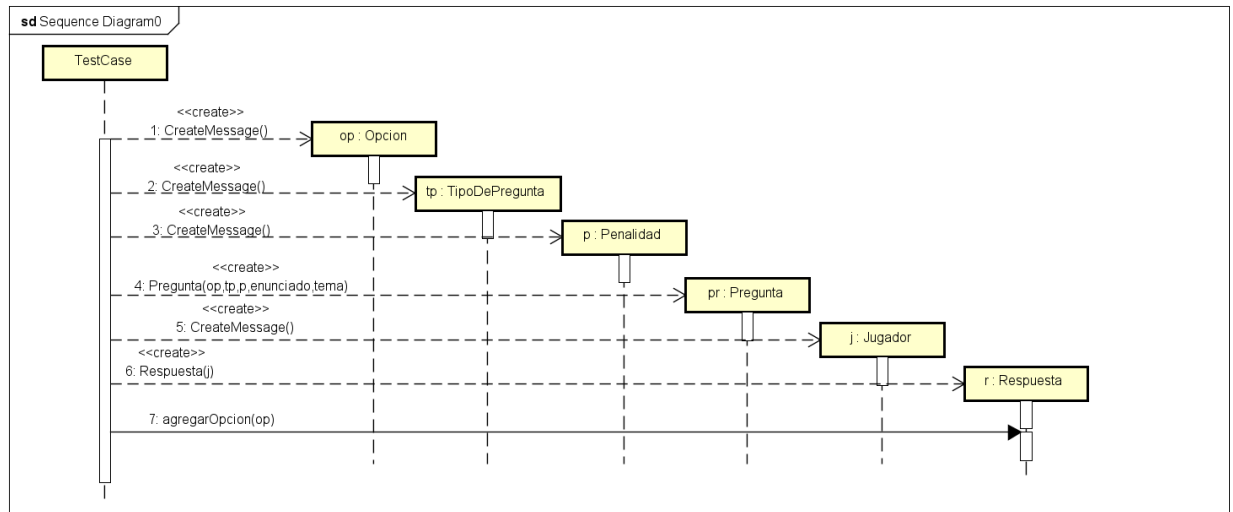 sd Sequence Diagram0
TestCase
<<create>>
1: CreateMessage()
op : Opcion
<<create>>
2: CreateMessage()
tp : TipoDePregunta
<<create>>
3: CreateMessage()
p : Penalidad
<<create>>
4: Pregunta(op,tp,p,enunciado,tema)
pr : Pregunta
<<create>>
5: CreateMessage()
j : Jugador
<<create>>
6: Respuesta(j)
r : Respuesta
7: agregarOpcion(op)